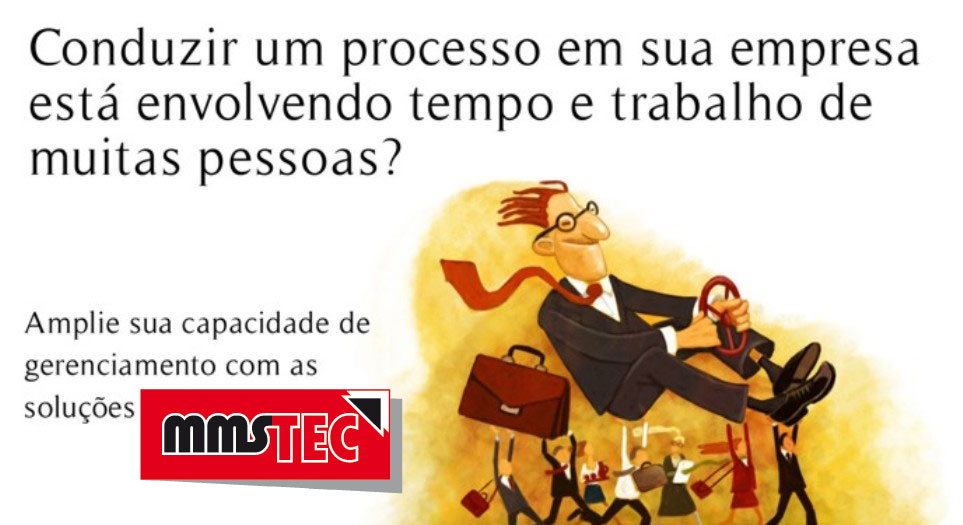 Conduzir um processo em sua empresa
está envolvendo tempo e trabalho de
muitas pessoas?
Amplie sua capacidade de
gerenciamento com as
soluções MMSTEC